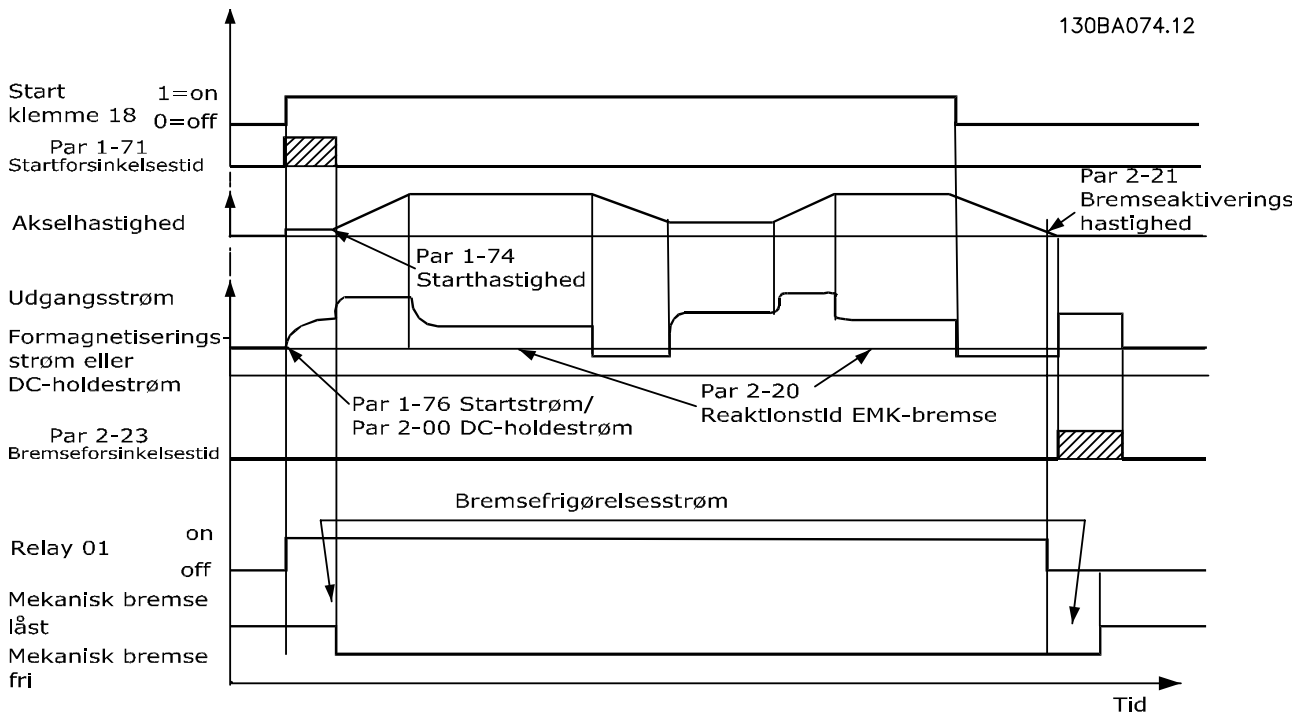 130BA074.12
Start 1=on
klemme 18 0=off
Par 1-71
Startforsinkelsestid
Par 2-21
Bremseaktiverings
hastighed
Akselhastighed
Par 1-74
Starthastighed
Udgangsstrøm
Formagnetiserings-
strøm eller
DC-holdestrøm
Par 1-76 Startstrøm/
Par 2-00 DC-holdestrøm
Par 2-20
Reaktionstid EMK-bremse
Par 2-23
Bremseforsinkelsestid
Bremsefrigørelsesstrøm
on
Relay 01
off
Mekanisk bremse
låst
Mekanisk bremse
fri
Tid